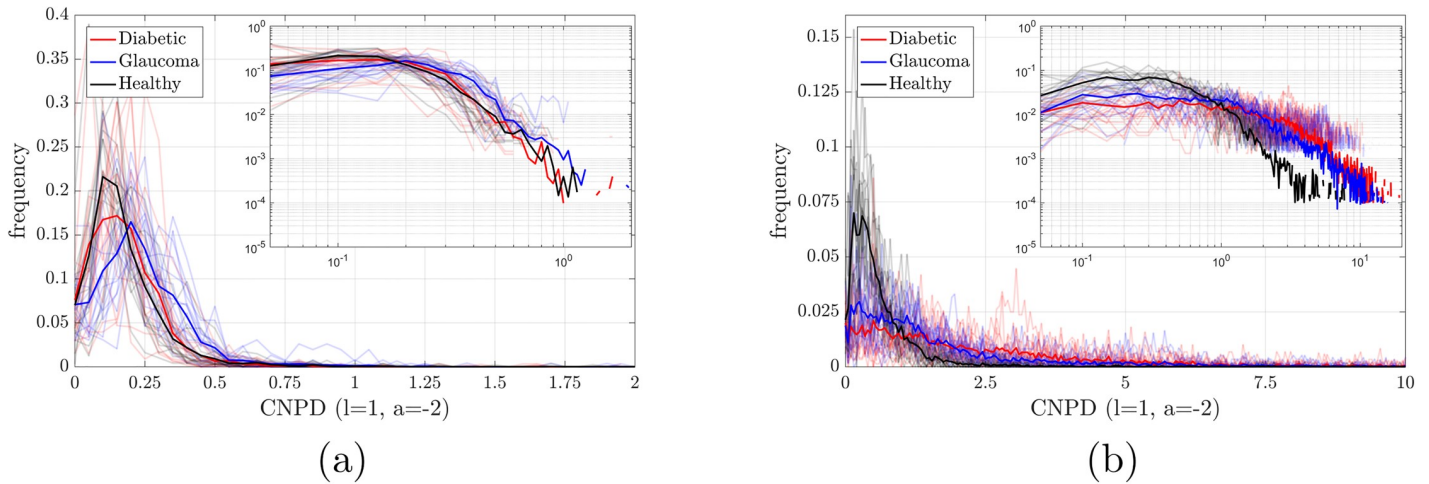 0.4
0.35
0.3
0.25
0.2
0.15
0.1
0.05
0
frequency
Diabetic
Glaucoma
Healthy
10^0
10^-1
10^-2
10^-3
10^-4
10^-5
10^-1 10^0
0 0.25 0.5 0.75 1 1.25 1.5 1.75 2
CNPD (l=1, a=-2)
(a)
0.15
0.125
0.1
0.075
0.05
0.025
0
frequency
Diabetic
Glaucoma
Healthy
10^0
10^-1
10^-2
10^-3
10^-4
10^-5
10^-1 10^0 10^1
0 2.5 5 7.5 10
CNPD (l=1, a=-2)
(b)